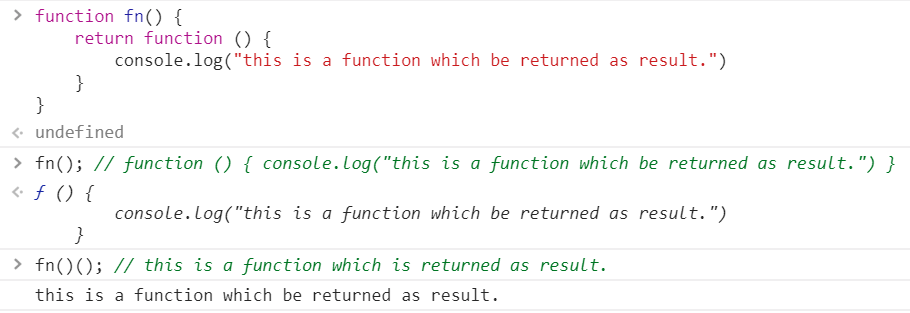 > function fn() {
    return function () {
        console.log("this is a function which be returned as result.")
    }
}
<· undefined
> fn(); // function () { console.log("this is a function which be returned as result.") }
<· ƒ () {
        console.log("this is a function which be returned as result.")
    }
> fn()(); // this is a function which is returned as result.
this is a function which be returned as result.